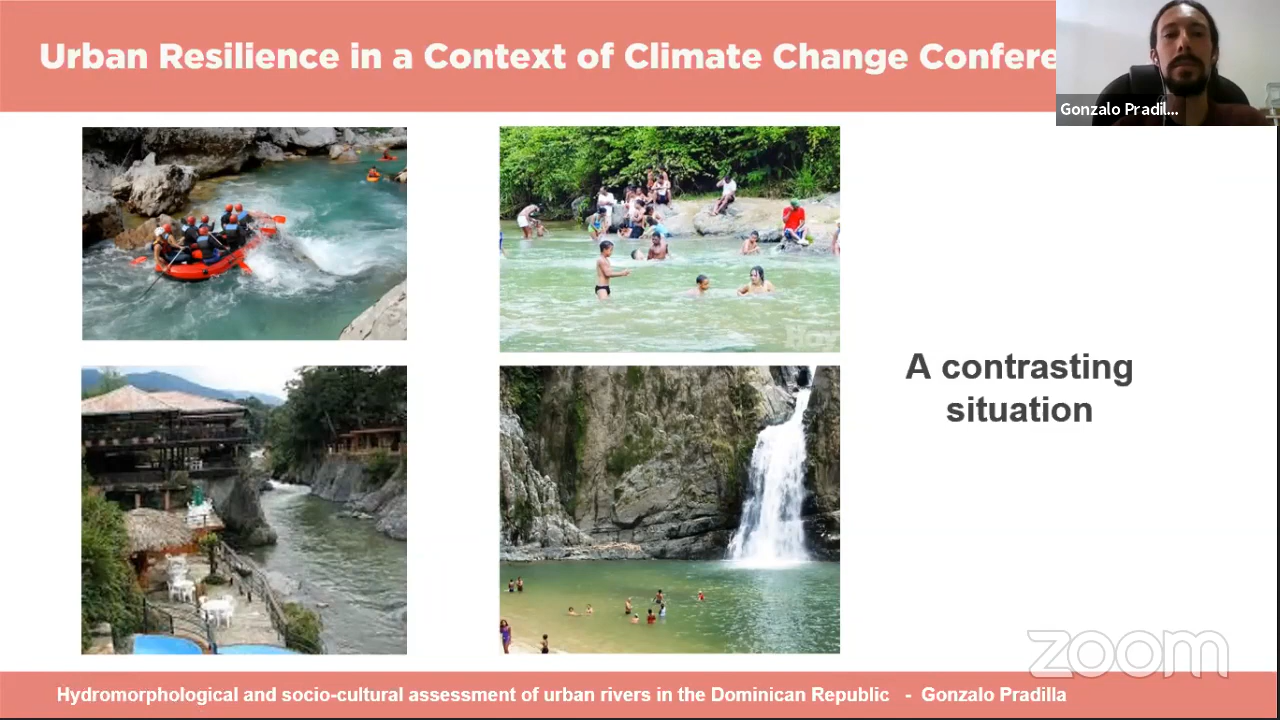 Urban Resilience in a Context of Climate Change Confere
Gonzalo Pradil...
Hoy
A contrasting
situation
zoom
Hydromorphological and socio-cultural assessment of urban rivers in the Dominican Republic - Gonzalo Pradilla